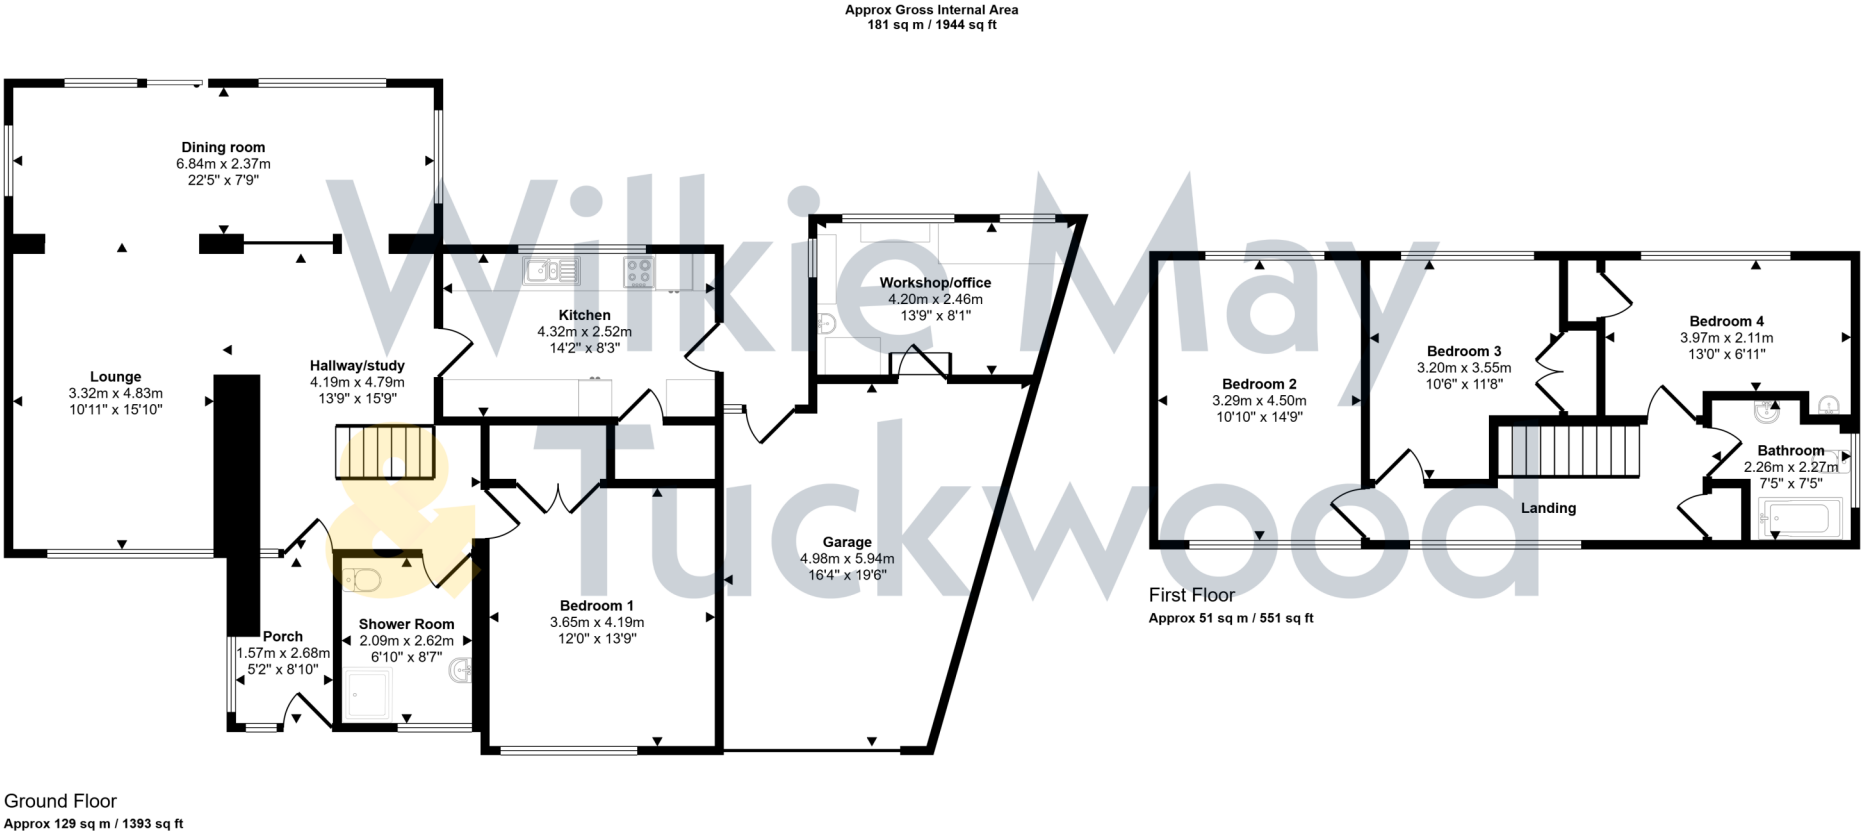 Approx Gross Internal Area
181 sq m / 1944 sq ft
Dining room
6.84m x 2.37m
22'5" x 7'9"
Workshop/office
4.20m x 2.46m
13'9" x 8'1"
Kitchen
4.32m x 2.52m
14'2" x 8'3"
Hallway/study
4.19m x 4.79m
13'9" x 15'9"
Lounge
3.32m x 4.83m
10'11" x 15'10"
Garage
4.98m x 5.94m
16'4" x 19'6"
Bedroom 1
3.65m x 4.19m
12'0" x 13'9"
Shower Room
2.09m x 2.62m
6'10" x 8'7"
Porch
1.57m x 2.68m
5'2" x 8'10"
Ground Floor
Approx 129 sq m / 1393 sq ft
Bedroom 4
3.97m x 2.11m
13'0" x 6'11"
Bedroom 3
3.20m x 3.55m
10'6" x 11'8"
Bedroom 2
3.29m x 4.50m
10'10" x 14'9"
Bathroom
2.26m x 2.27m
7'5" x 7'5"
Landing
First Floor
Approx 51 sq m / 551 sq ft
Wilkie May
& Tuckwood